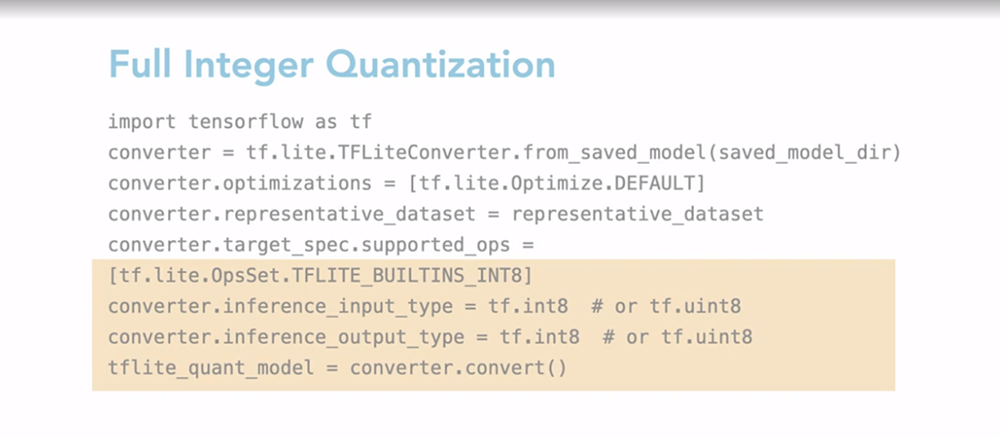 Full Integer Quantization
import tensorflow as tf
converter = tf.lite.TFLiteConverter.from_saved_model(saved_model_dir)
converter.optimizations = [tf.lite.Optimize.DEFAULT]
converter.representative_dataset = representative_dataset
converter.target_spec.supported_ops =
[tf.lite.OpsSet.TFLITE_BUILTINS_INT8]
converter.inference_input_type = tf.int8  # or tf.uint8
converter.inference_output_type = tf.int8  # or tf.uint8
tflite_quant_model = converter.convert()